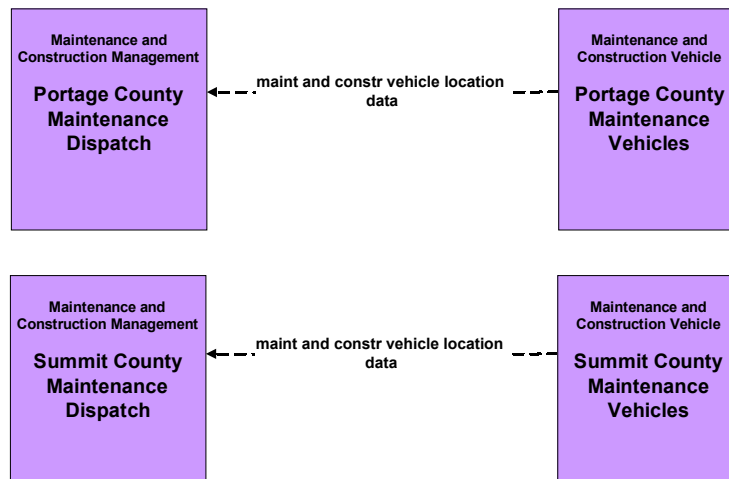 Maintenance and
Construction Management
Portage County
Maintenance
Dispatch
maint and constr vehicle location
data
Maintenance and
Construction Vehicle
Portage County
Maintenance
Vehicles
Maintenance and
Construction Management
Summit County
Maintenance
Dispatch
maint and constr vehicle location
data
Maintenance and
Construction Vehicle
Summit County
Maintenance
Vehicles